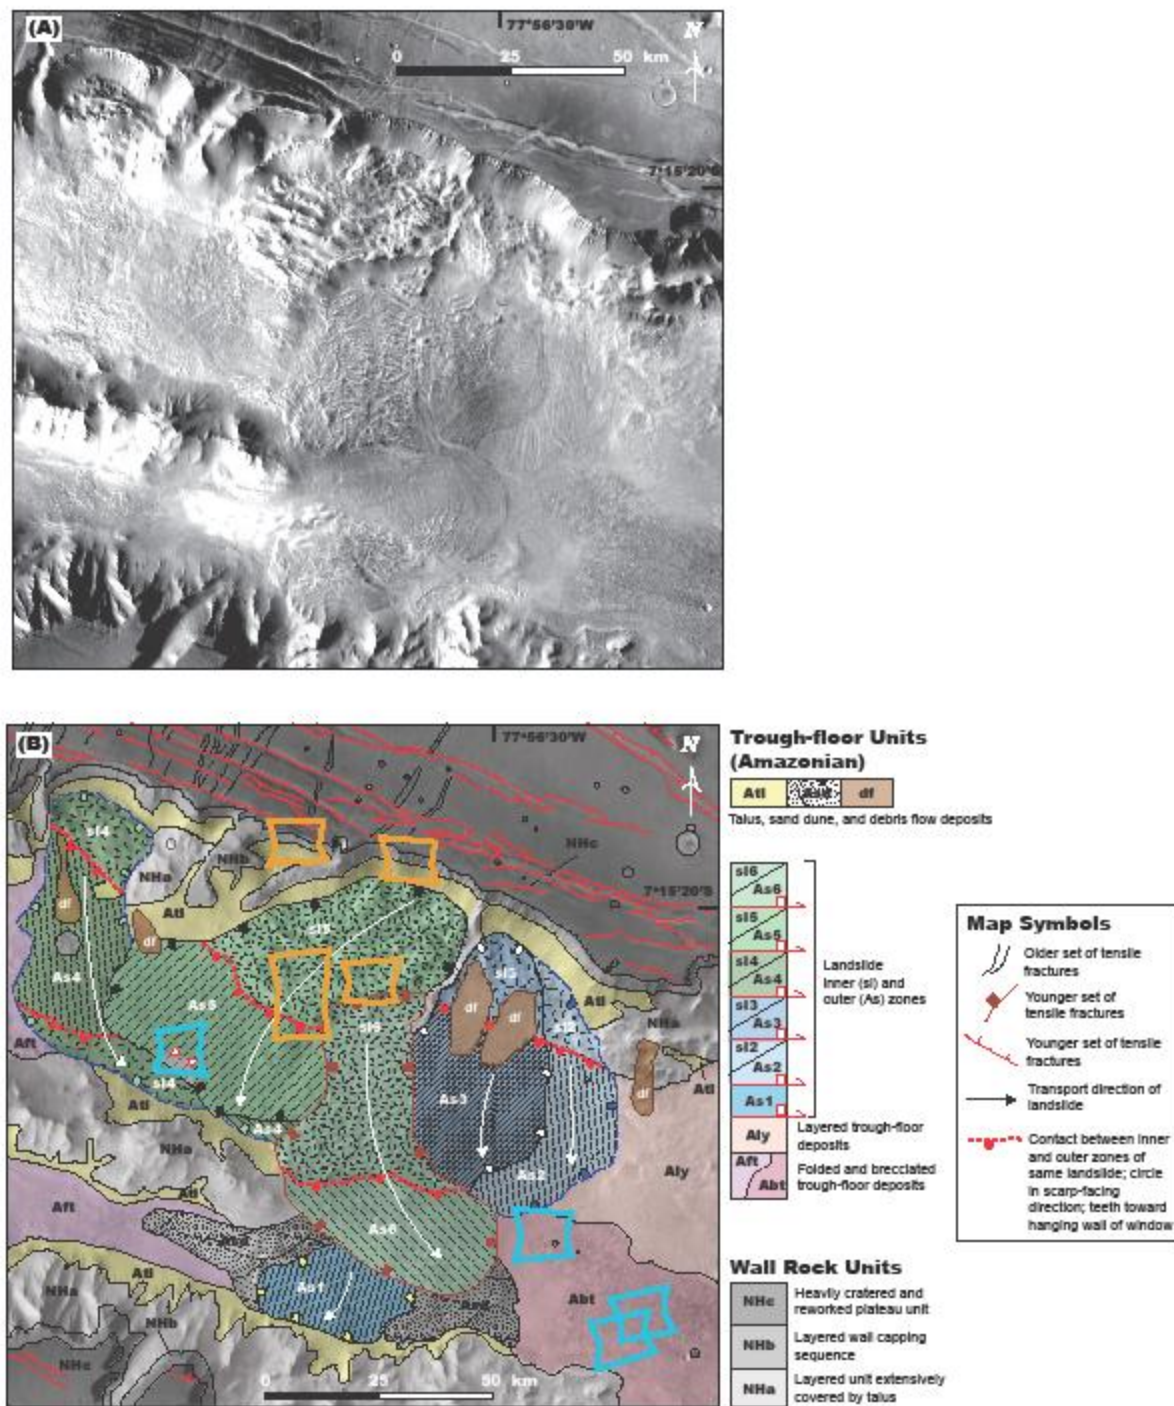 (A)
77°56'30"W
N
0 25 50 km
7°15'20"S
(B)
77°56'30"W
N
sl4
NHb
NHa
NHc
7°15'20"S
Atl
df
df
sl5
As4
As5
sl3
Atl
df
df
sl2
NHa
sl6
Aft
sl4
As3
Atl
df
Atl
As4
As2
NHa
Aly
Atl
Aft
As6
Atl
As1
Abt
NHa
NHb
NHc
0 25 50 km
Trough-floor Units
(Amazonian)
Atl df
Talus, sand dune, and debris flow deposits
sl6
As6
sl5
As5
sl4
As4
sl3
As3
sl2
As2
As1
Landslide
inner (sl) and
outer (As) zones
Aly
Layered trough-floor
deposits
Aft
Abt
Folded and brecciated
trough-floor deposits
Wall Rock Units
NHc
Heavily cratered and
reworked plateau unit
NHb
Layered wall capping
sequence
NHa
Layered unit extensively
covered by talus
Map Symbols
Older set of tensile
fractures
Younger set of
tensile fractures
Younger set of tensile
fractures
Transport direction of
landslide
Contact between inner
and outer zones of
same landslide; circle
in scarp-facing
direction; teeth toward
hanging wall of window